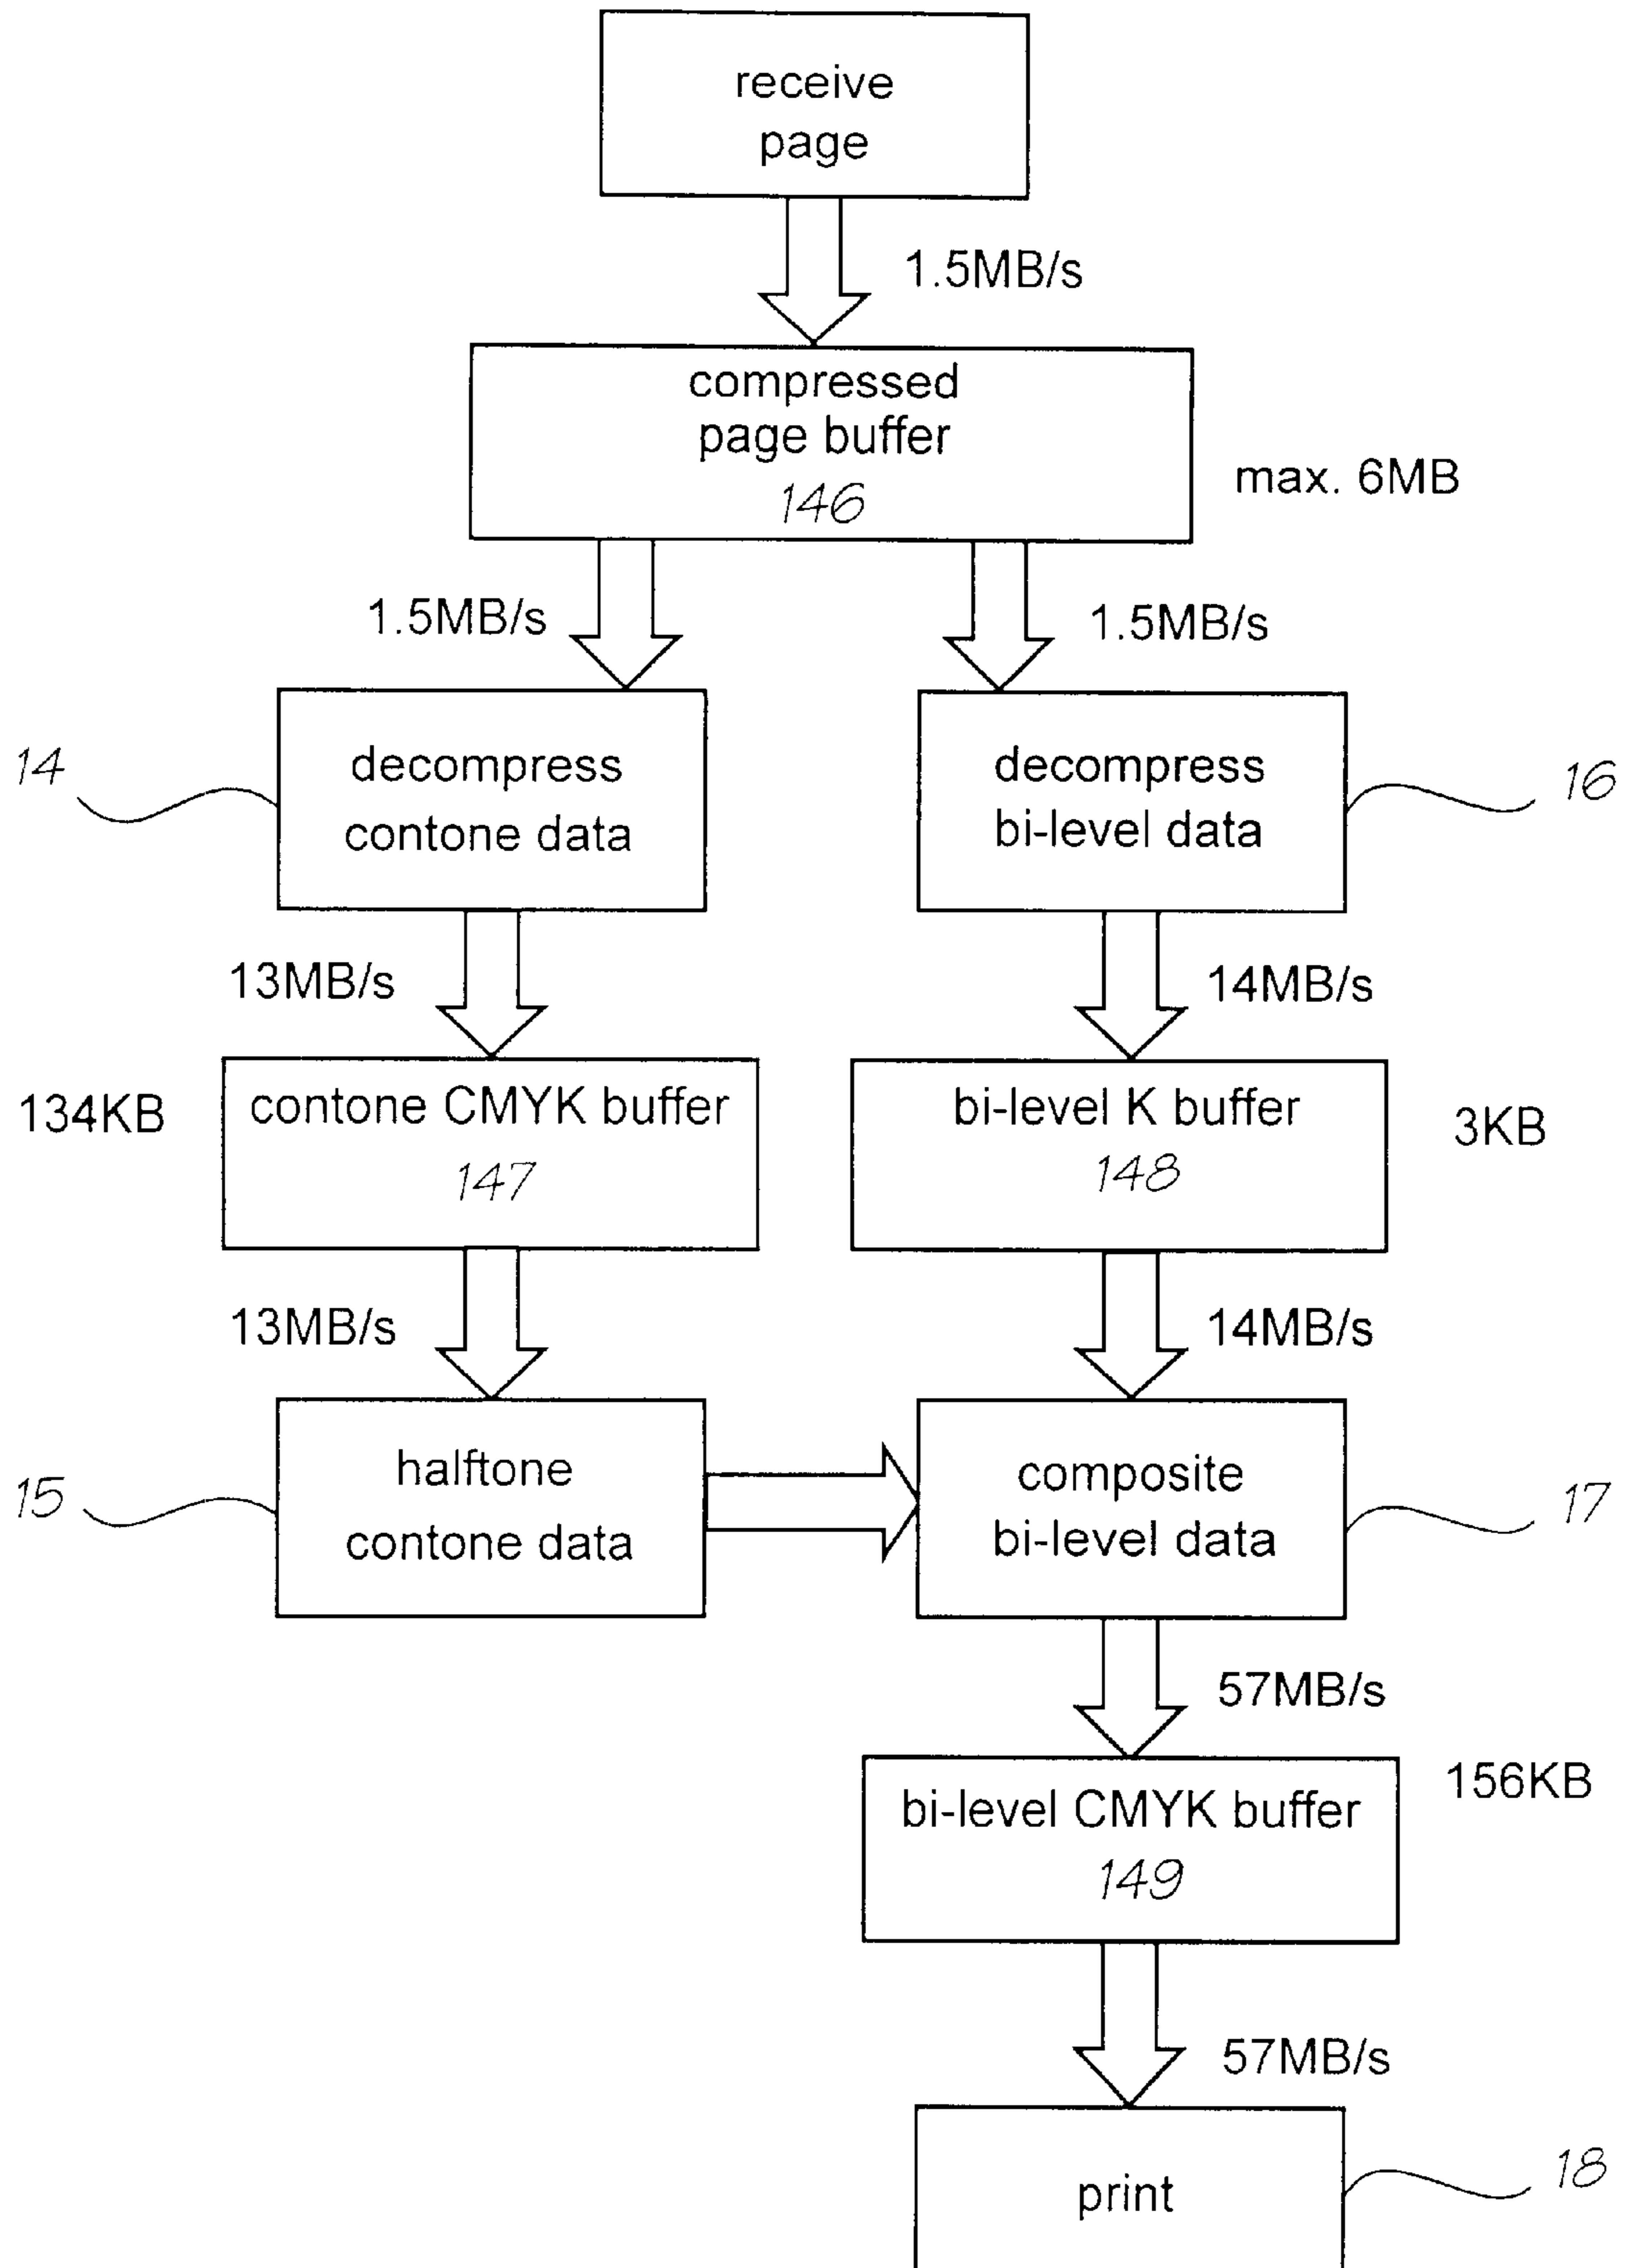 receive
page
1.5MB/s
compressed
page buffer
146
max. 6MB
1.5MB/s
1.5MB/s
14
decompress
contone data
decompress
bi-level data
16
13MB/s
14MB/s
134KB
contone CMYK buffer
147
bi-level K buffer
148
3KB
13MB/s
14MB/s
15
halftone
contone data
composite
bi-level data
17
57MB/s
156KB
bi-level CMYK buffer
149
57MB/s
print
18